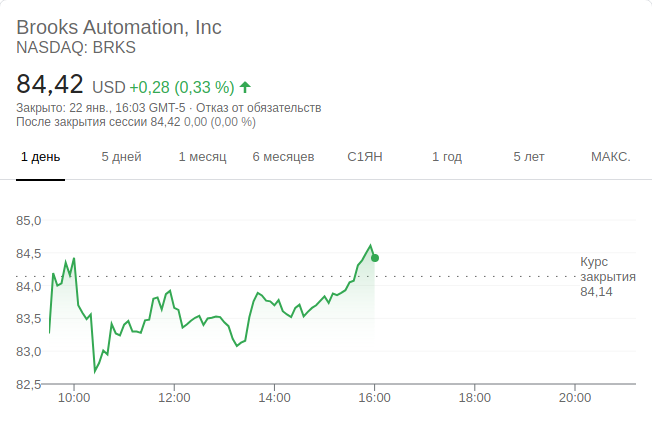 Brooks Automation, Inc
NASDAQ: BRKS
84,42 USD +0,28 (0,33 %)
Закрыто: 22 янв., 16:03 GMT-5 · Отказ от обязательств
После закрытия сессии 84,42 0,00 (0,00 %)
1 день 5 дней 1 месяц 6 месяцев С1ЯН 1 год 5 лет МАКС.
85,0
84,5
Курс
закрытия
84,14
84,0
83,5
83,0
82,5
10:00 12:00 14:00 16:00 18:00 20:00